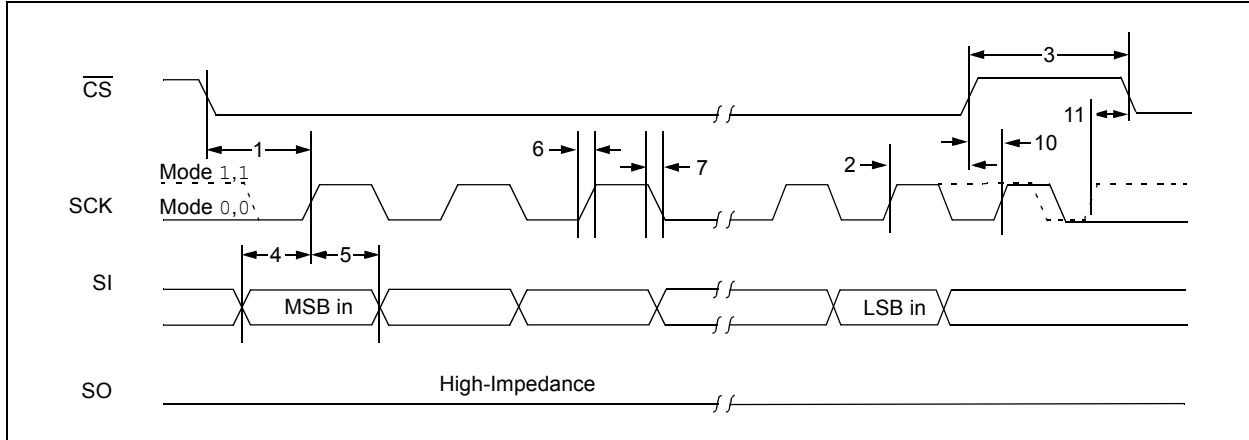 3
CS
11
1
6
7
2
10
Mode 1,1
SCK
Mode 0,0
4
5
SI
MSB in
LSB in
SO
High-Impedance